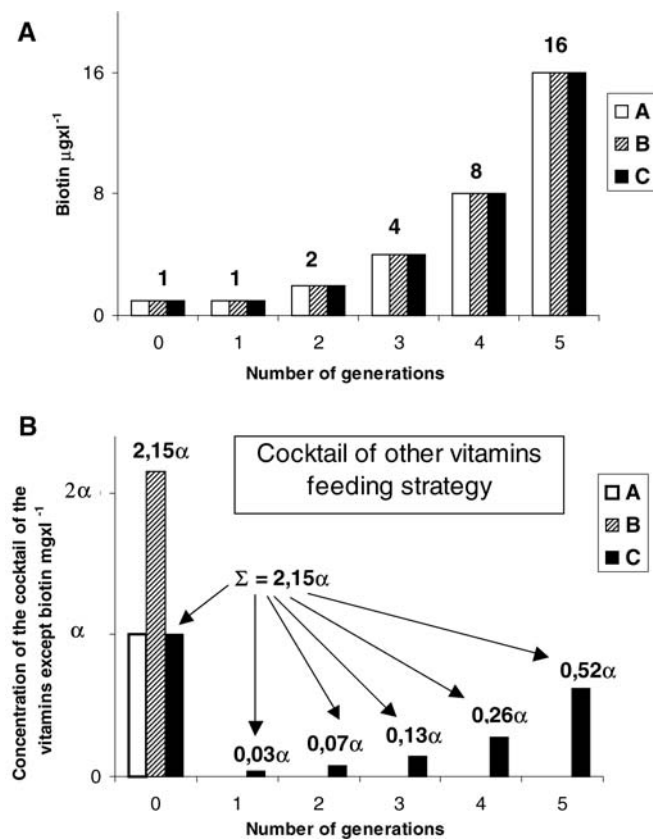 A
Biotin µgxl⁻¹
16
8
0
1
1
2
4
8
16
A
B
C
0 1 2 3 4 5
Number of generations
B
Concentration of the cocktail of the
vitamins except biotin mgxl⁻¹
2,15α
2α
α
0
Cocktail of other vitamins
feeding strategy
A
B
C
Σ = 2,15α
0,03α
0,07α
0,13α
0,26α
0,52α
0 1 2 3 4 5
Number of generations